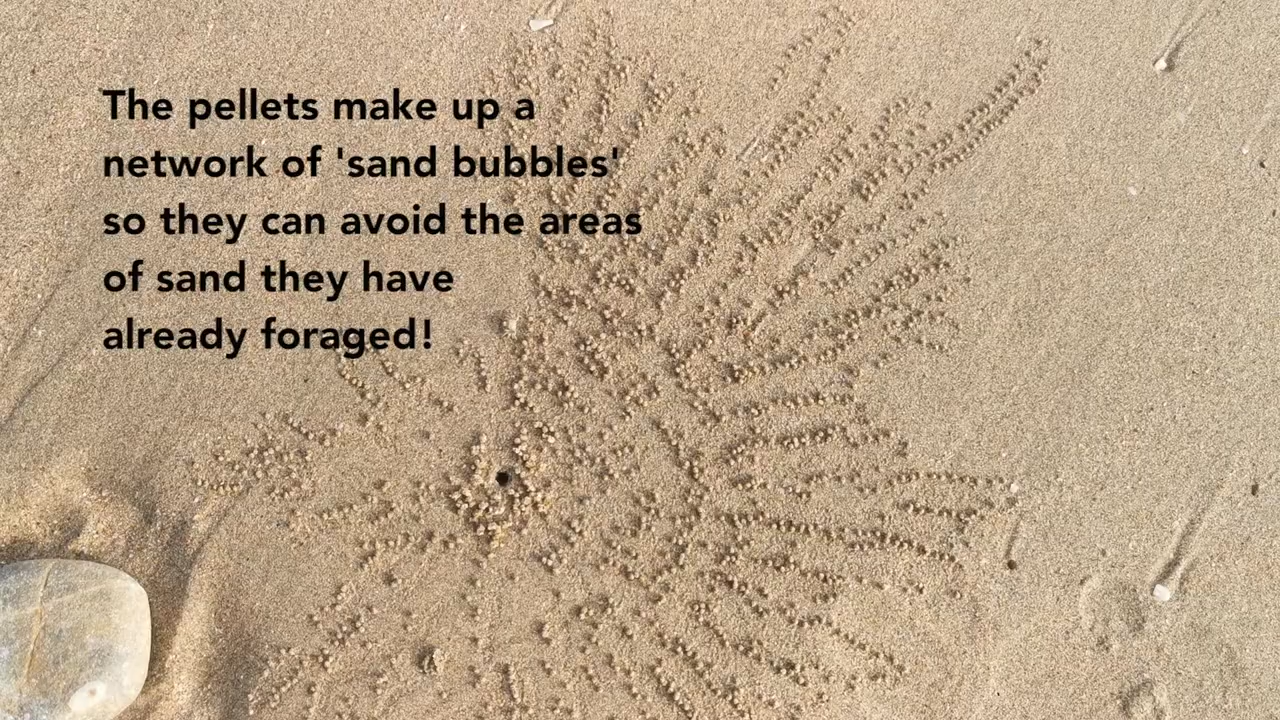 The pellets make up a
network of 'sand bubbles'
so they can avoid the areas
of sand they have
already foraged!